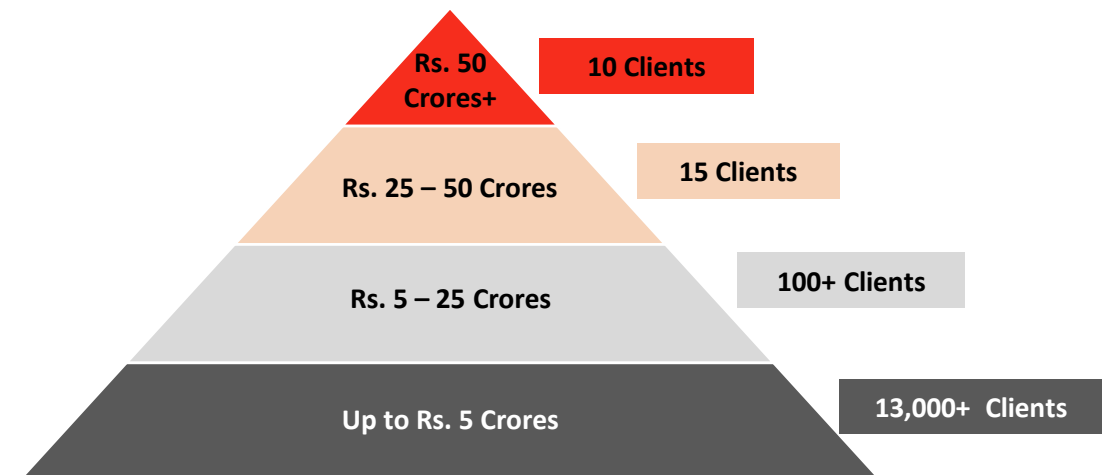 Rs. 50
Crores+
10 Clients
Rs. 25 – 50 Crores
15 Clients
Rs. 5 – 25 Crores
100+ Clients
Up to Rs. 5 Crores
13,000+ Clients